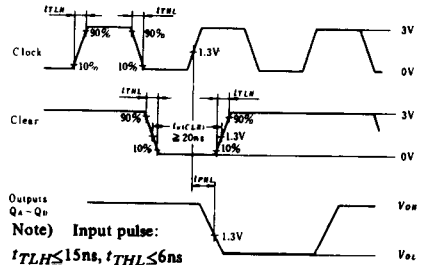 tTLH
tTHL
90%
90%
3V
Clock
1.3V
10%
10%
0V
tTHL
tTLH
Clear
90%
tw(CLR)
90%
3V
≧20ns
1.3V
10%
10%
0V
tPHL
Outputs
QA~QD
VOH
1.3V
Note) Input pulse:
tTLH≦15ns, tTHL≦6ns
VOL